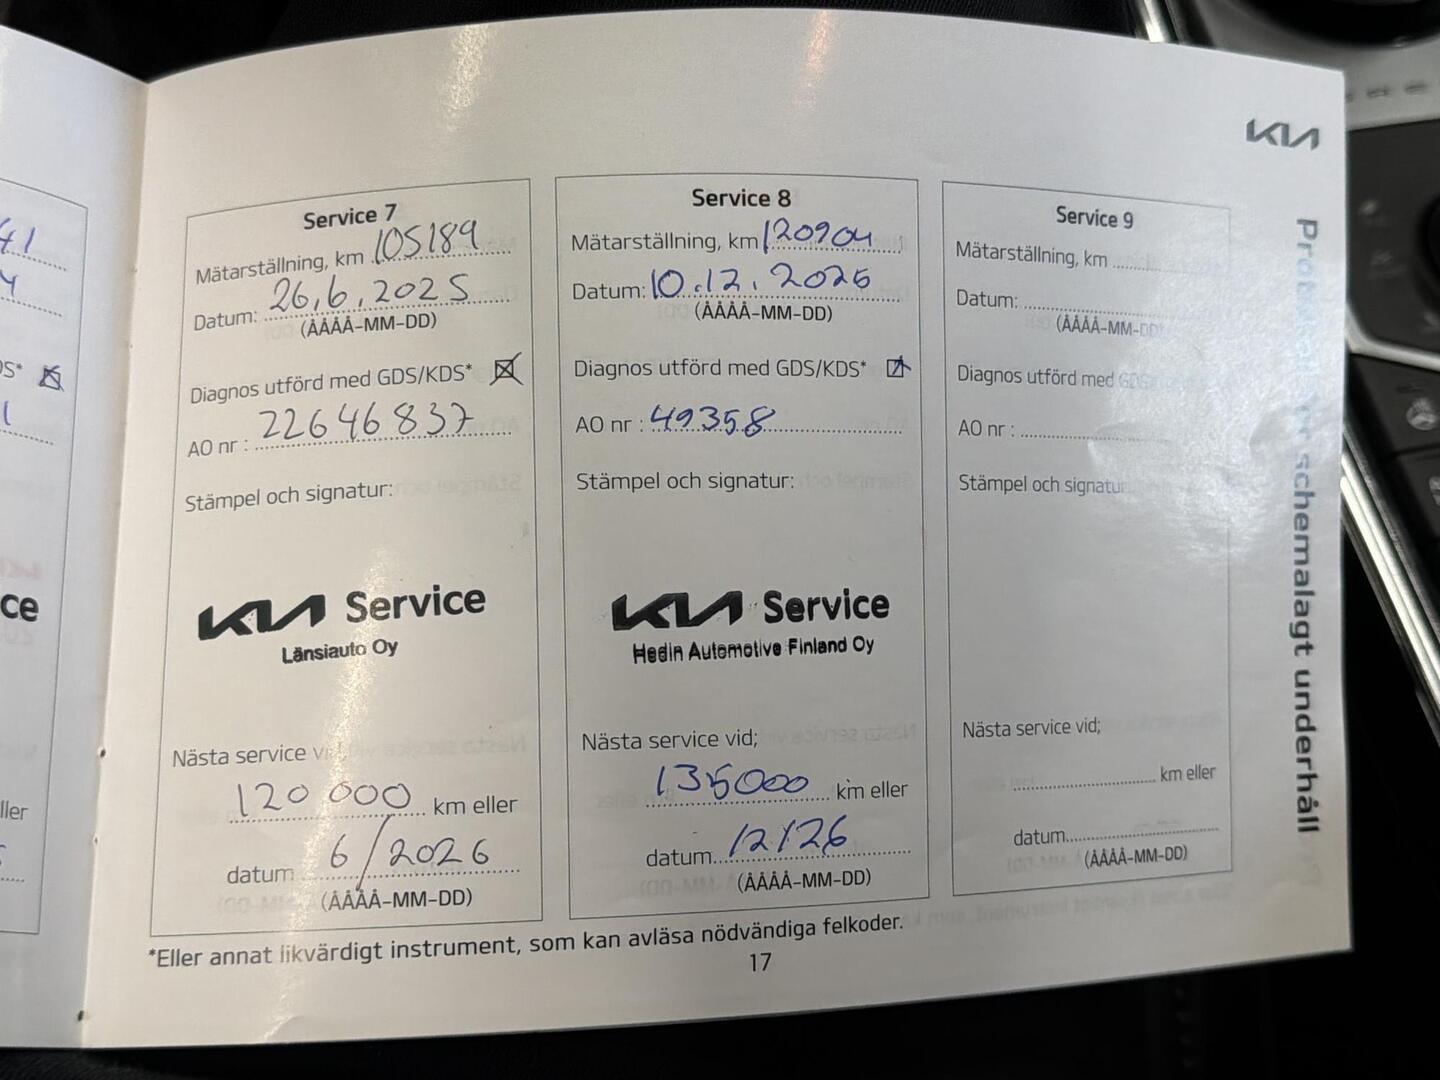 KIA
Protokoll för schemalagt underhåll
Service 7
Mätarställning, km 105189
Datum: 26.6.2025
(ÅÅÅÅ-MM-DD)
Diagnos utförd med GDS/KDS*
AO nr : 22646837
Stämpel och signatur:
KIA Service
Länsiauto Oy
Nästa service vid;
120 000 km eller
datum 6/2026
(ÅÅÅÅ-MM-DD)
Service 8
Mätarställning, km 120904
Datum: 10.12.2025
(ÅÅÅÅ-MM-DD)
Diagnos utförd med GDS/KDS*
AO nr : 49358
Stämpel och signatur:
KIA Service
Hedin Automotive Finland Oy
Nästa service vid;
135000 km eller
datum 12/26
(ÅÅÅÅ-MM-DD)
Service 9
Mätarställning, km
Datum:
(ÅÅÅÅ-MM-DD)
Diagnos utförd med GDS
AO nr :
Stämpel och signatur
Nästa service vid;
km eller
datum
(ÅÅÅÅ-MM-DD)
*Eller annat likvärdigt instrument, som kan avläsa nödvändiga felkoder.
17